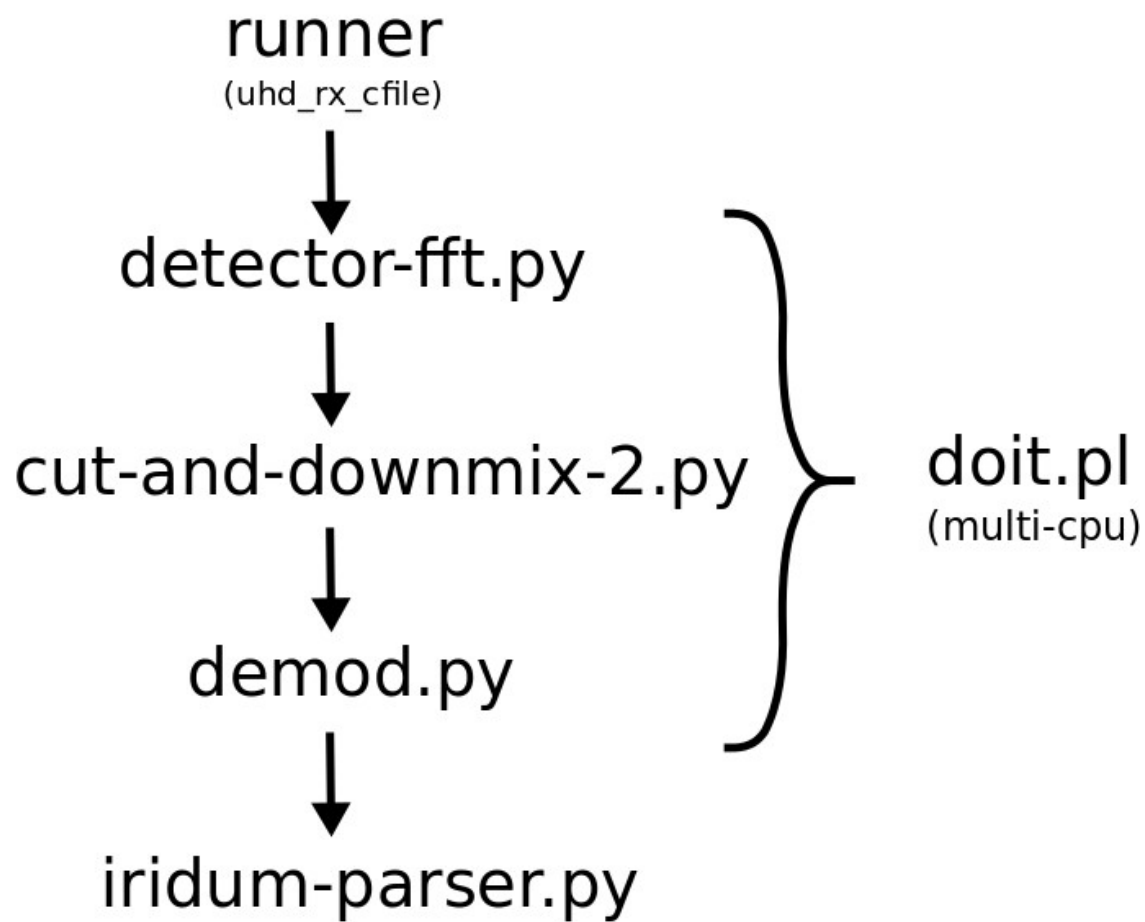 runner
(uhd_rx_cfile)
detector-fft.py
cut-and-downmix-2.py
doit.pl
(multi-cpu)
demod.py
iridum-parser.py